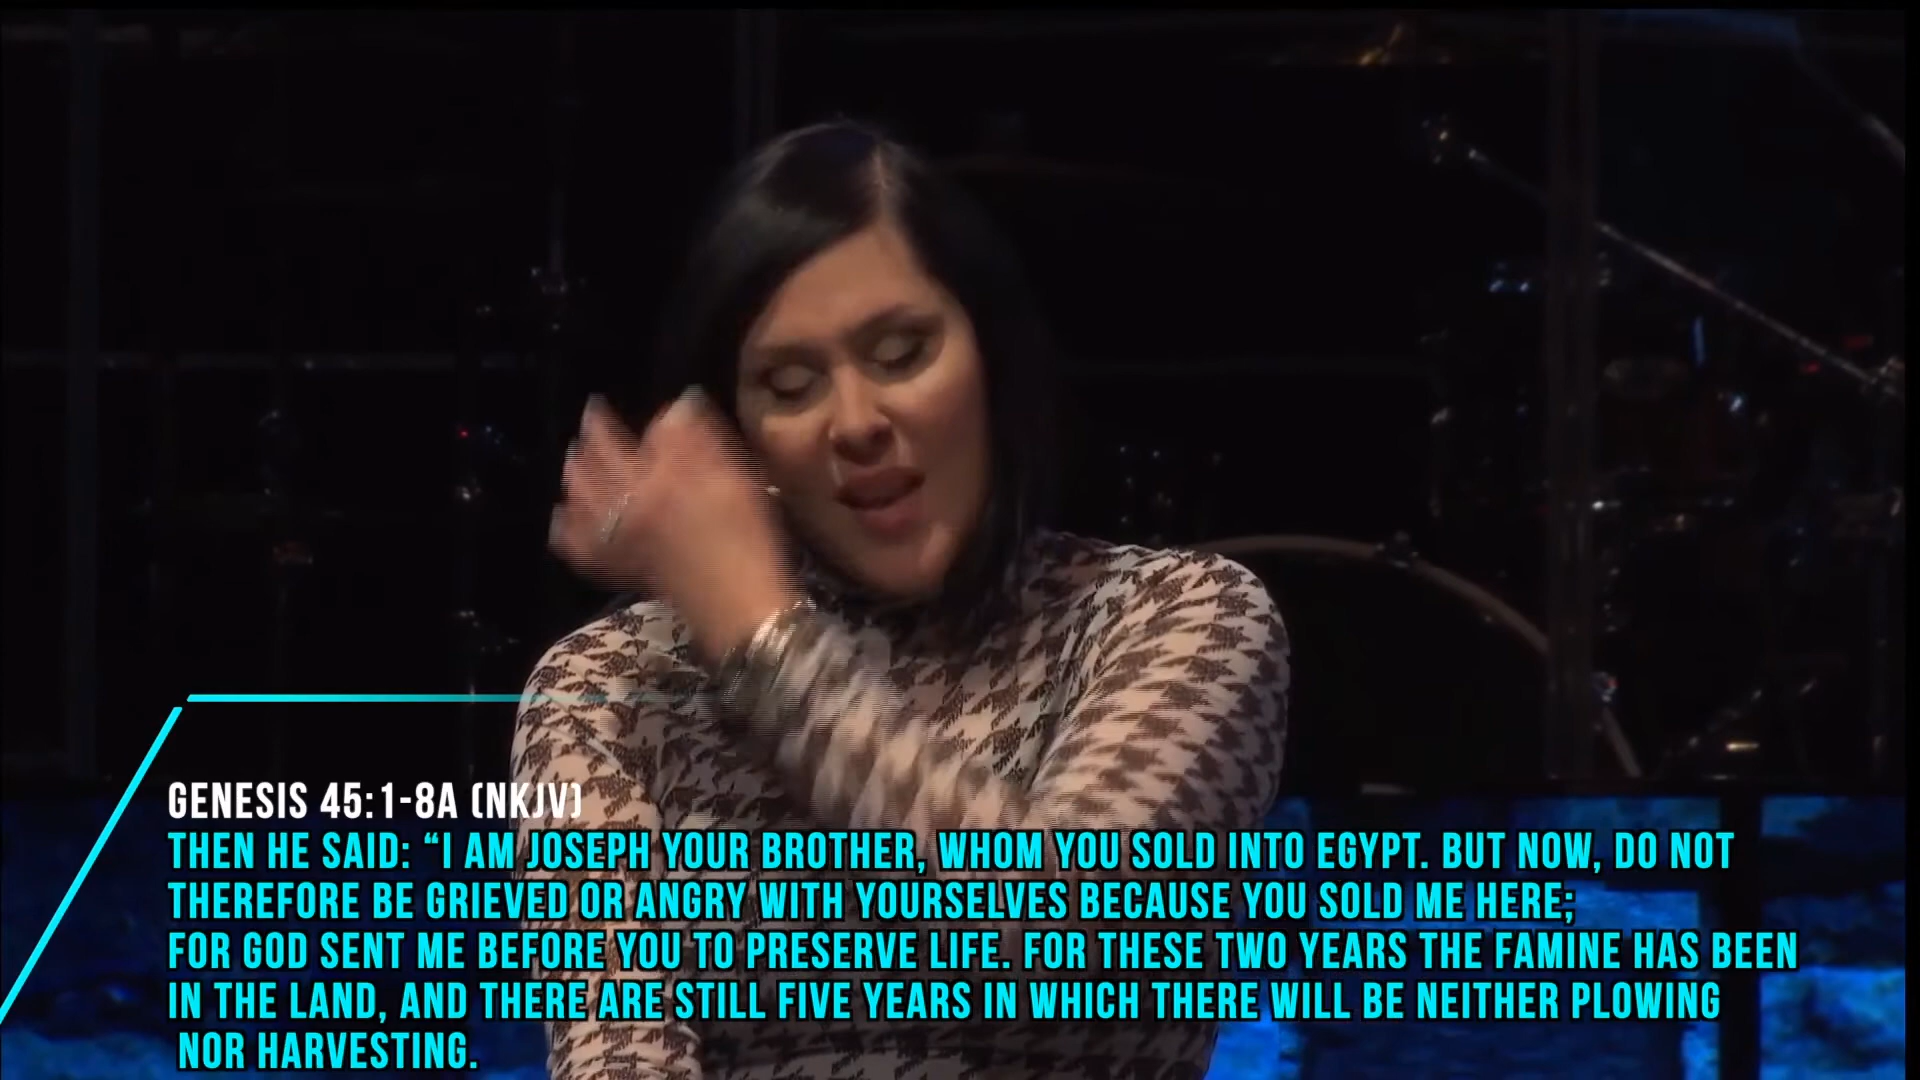 GENESIS 45:1-8A (NKJV)
THEN HE SAID: “I AM JOSEPH YOUR BROTHER, WHOM YOU SOLD INTO EGYPT. BUT NOW, DO NOT
THEREFORE BE GRIEVED OR ANGRY WITH YOURSELVES BECAUSE YOU SOLD ME HERE;
FOR GOD SENT ME BEFORE YOU TO PRESERVE LIFE. FOR THESE TWO YEARS THE FAMINE HAS BEEN
IN THE LAND, AND THERE ARE STILL FIVE YEARS IN WHICH THERE WILL BE NEITHER PLOWING
NOR HARVESTING.